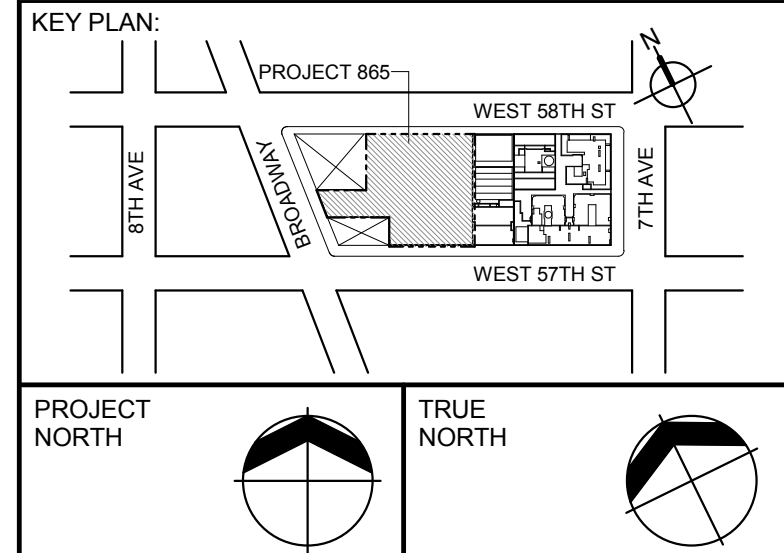 KEY PLAN:
N
PROJECT 865
WEST 58TH ST
8TH AVE
BROADWAY
7TH AVE
WEST 57TH ST
PROJECT
NORTH
TRUE
NORTH